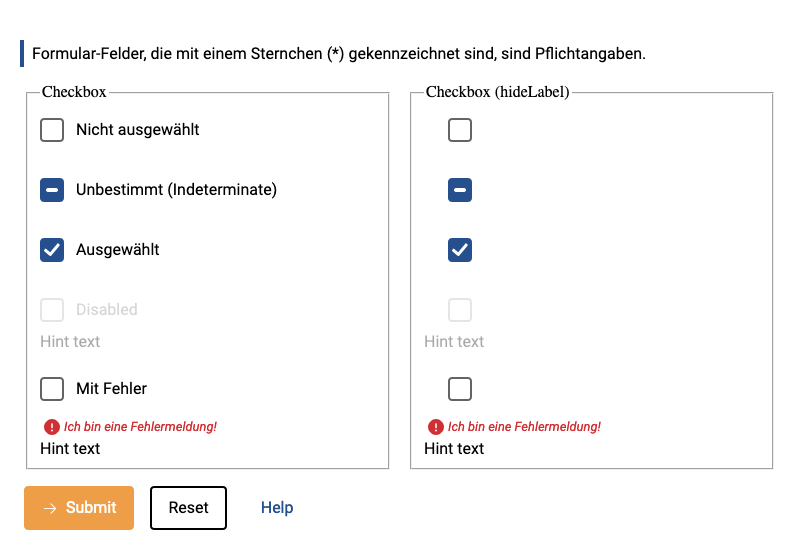 Formular-Felder, die mit einem Sternchen (*) gekennzeichnet sind, sind Pflichtangaben.
Checkbox
Nicht ausgewählt
Unbestimmt (Indeterminate)
Ausgewählt
Disabled
Hint text
Mit Fehler
Ich bin eine Fehlermeldung!
Hint text
Checkbox (hideLabel)
Hint text
Ich bin eine Fehlermeldung!
Hint text
Submit
Reset
Help